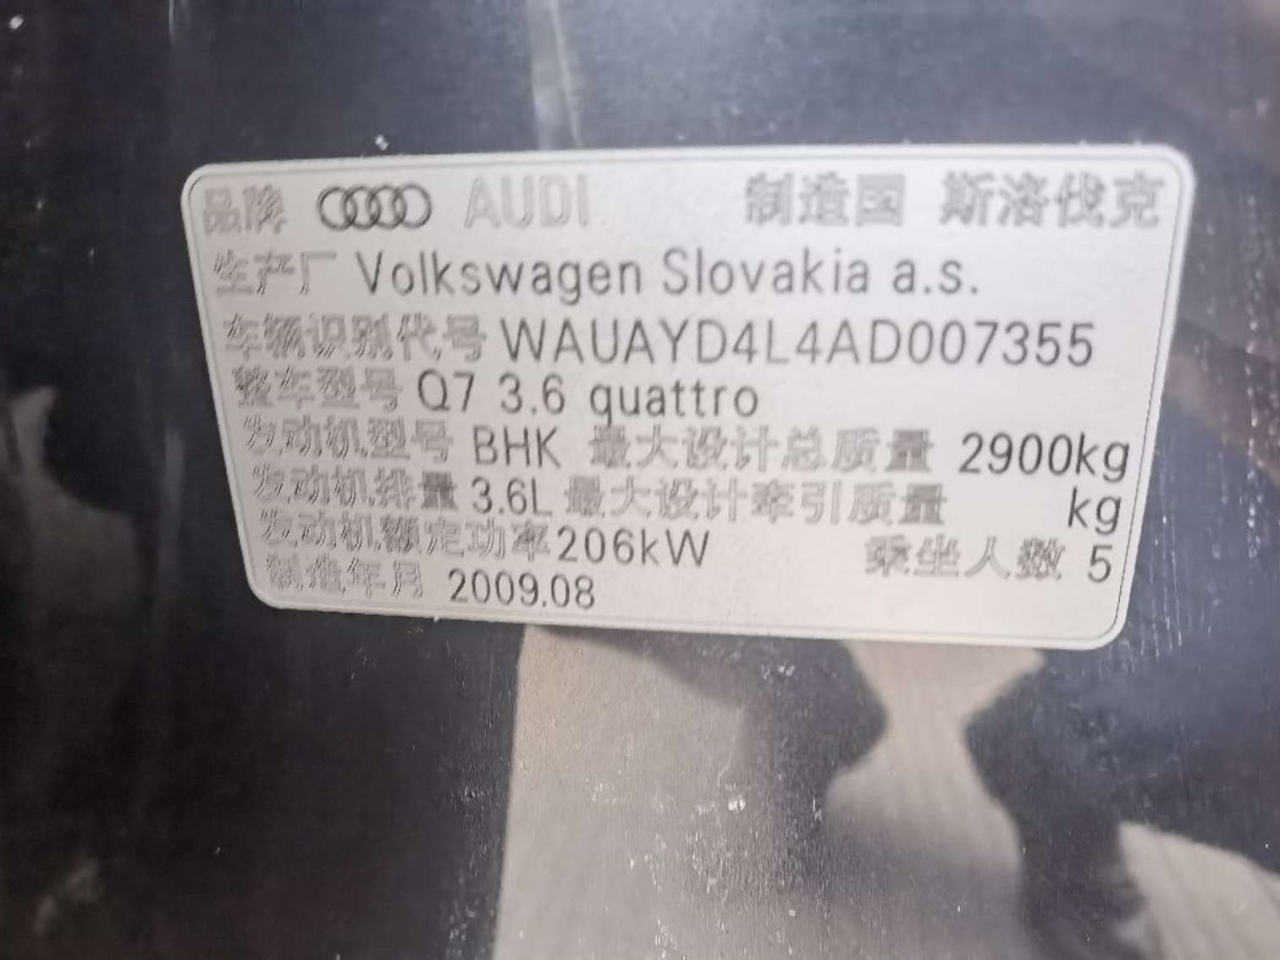 品牌 AUDI 制造国 斯洛伐克
生产厂 Volkswagen Slovakia a.s.
车辆识别代号 WAUAYD4L4AD007355
整车型号 Q7 3.6 quattro
发动机型号 BHK 最大设计总质量 2900kg
发动机排量 3.6L 最大设计牵引质量 kg
发动机额定功率 206kW 乘坐人数 5
制造年月 2009.08